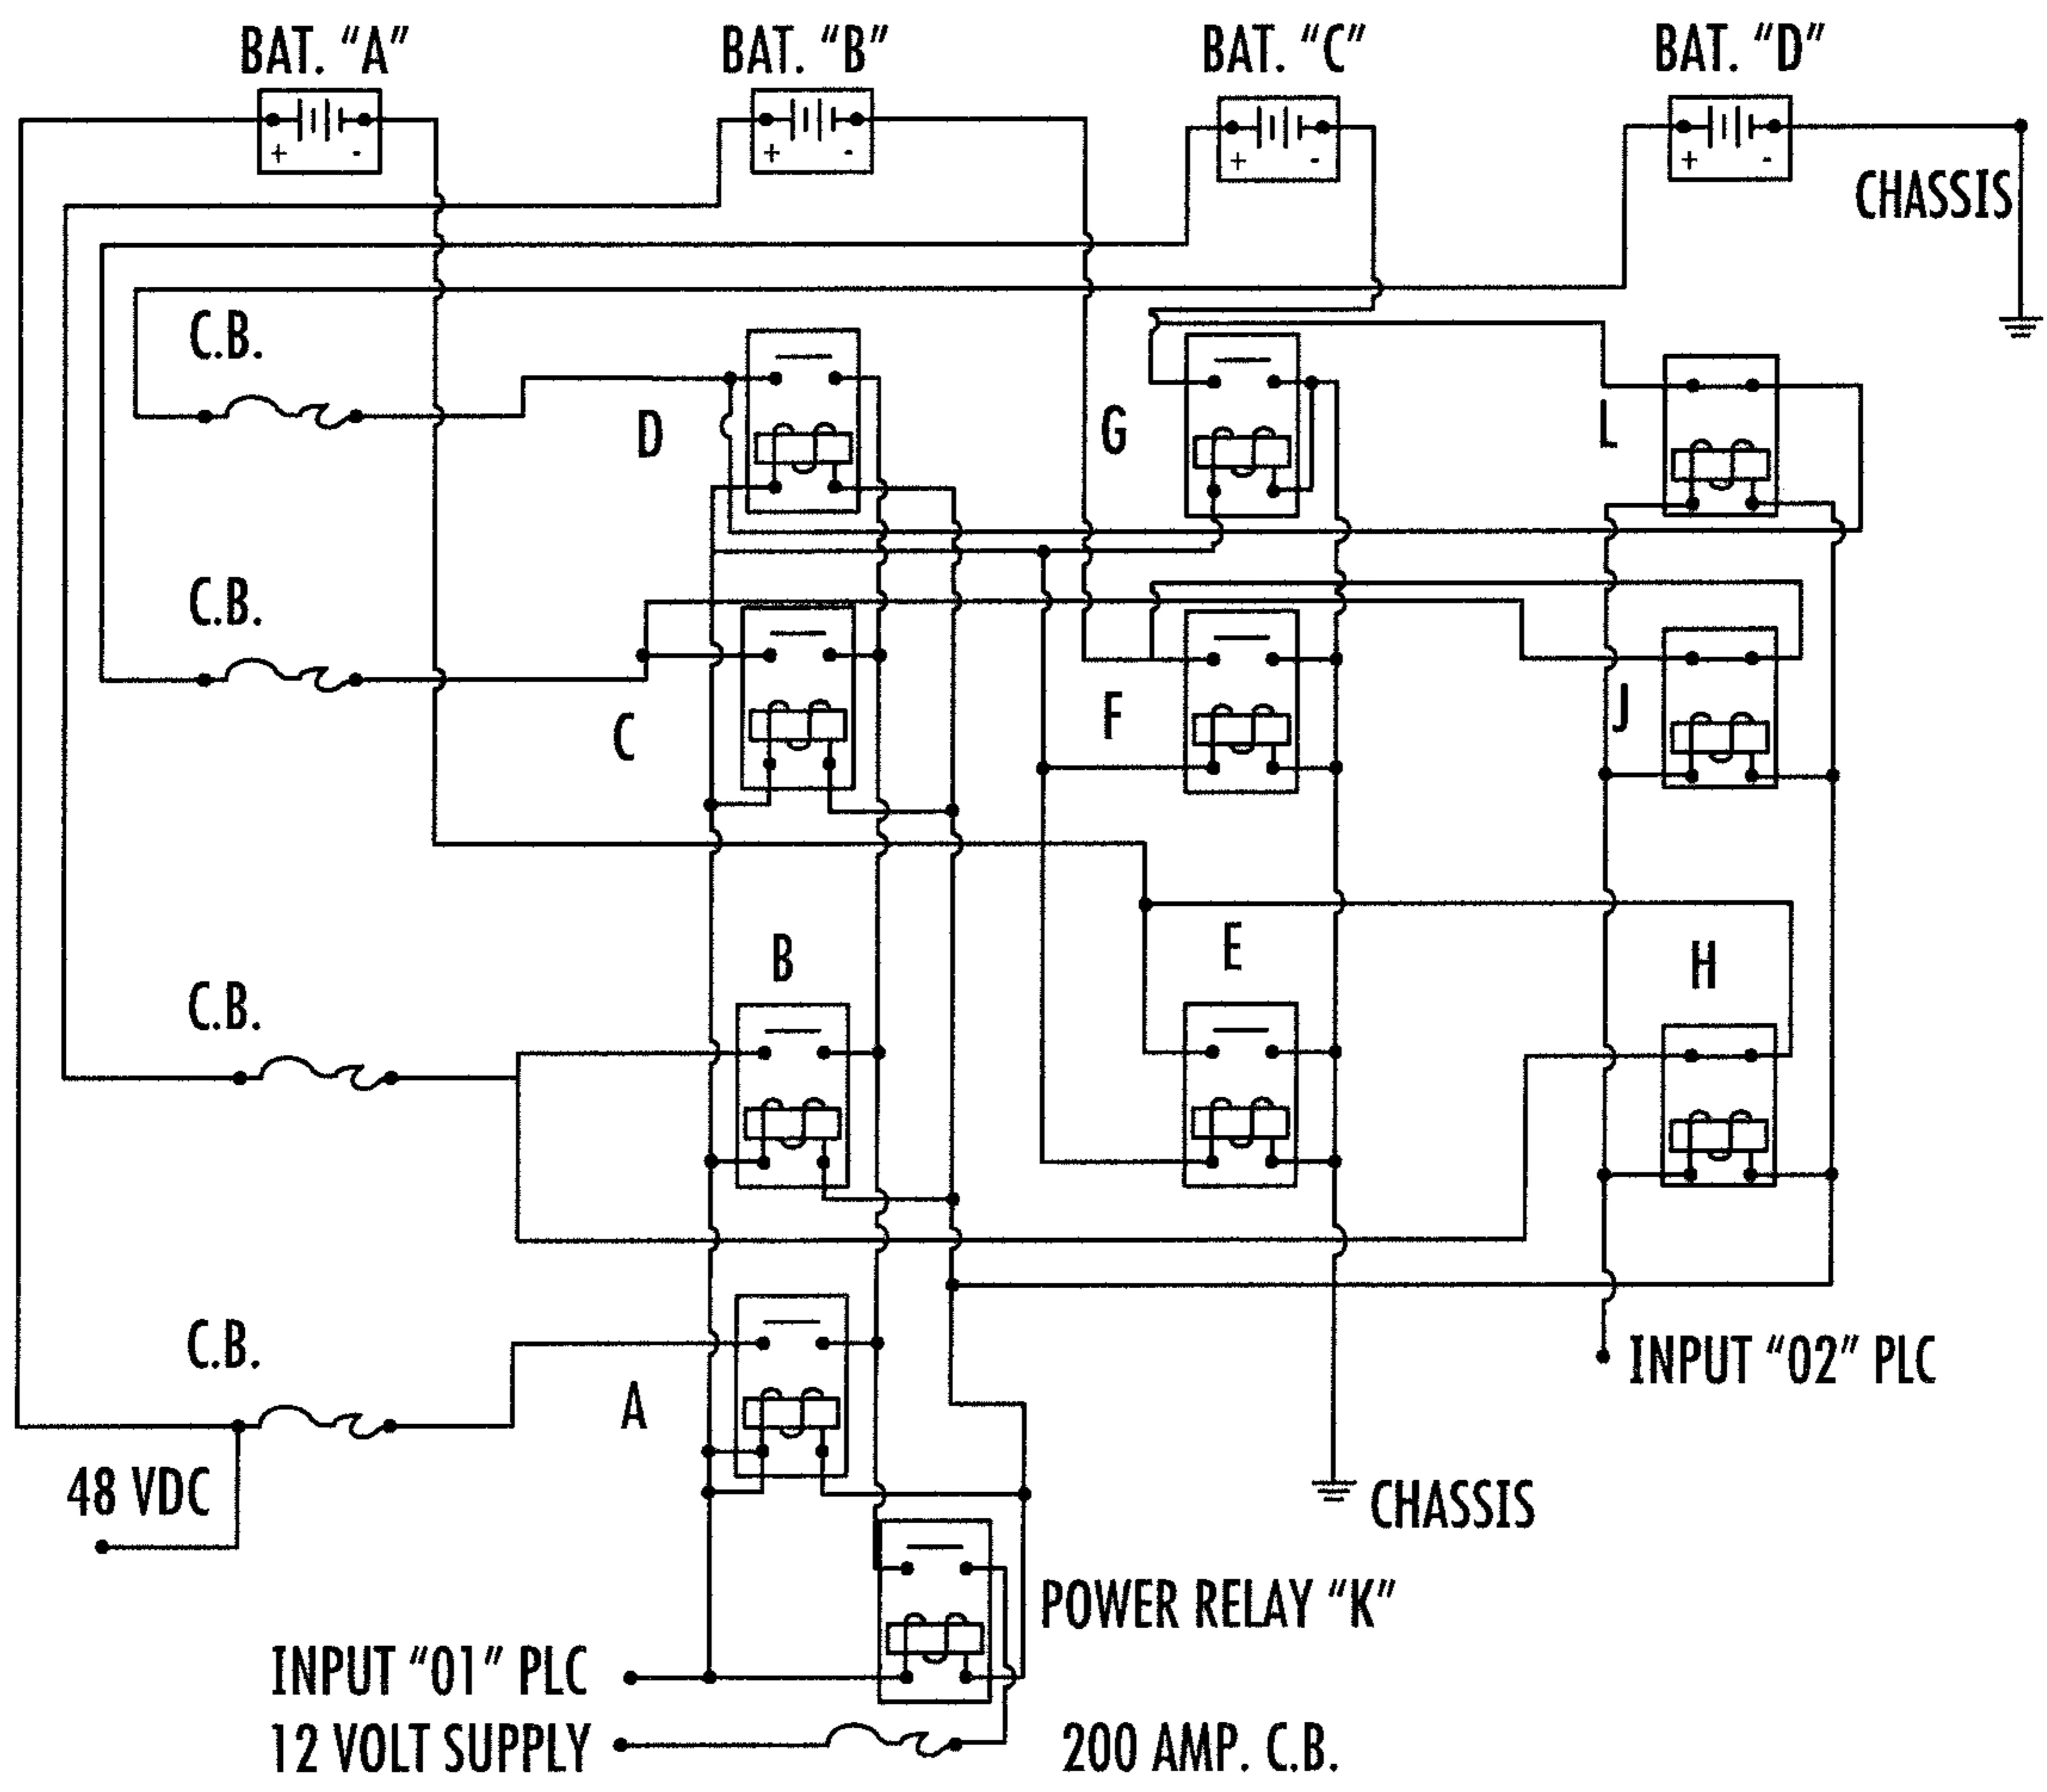 BAT. "A"
BAT. "B"
BAT. "C"
BAT. "D"
+ -
+ -
+ -
+ -
CHASSIS
C.B.
D
G
L
C.B.
C
F
J
B
E
H
C.B.
C.B.
A
INPUT "02" PLC
48 VDC
CHASSIS
POWER RELAY "K"
INPUT "01" PLC
12 VOLT SUPPLY
200 AMP. C.B.